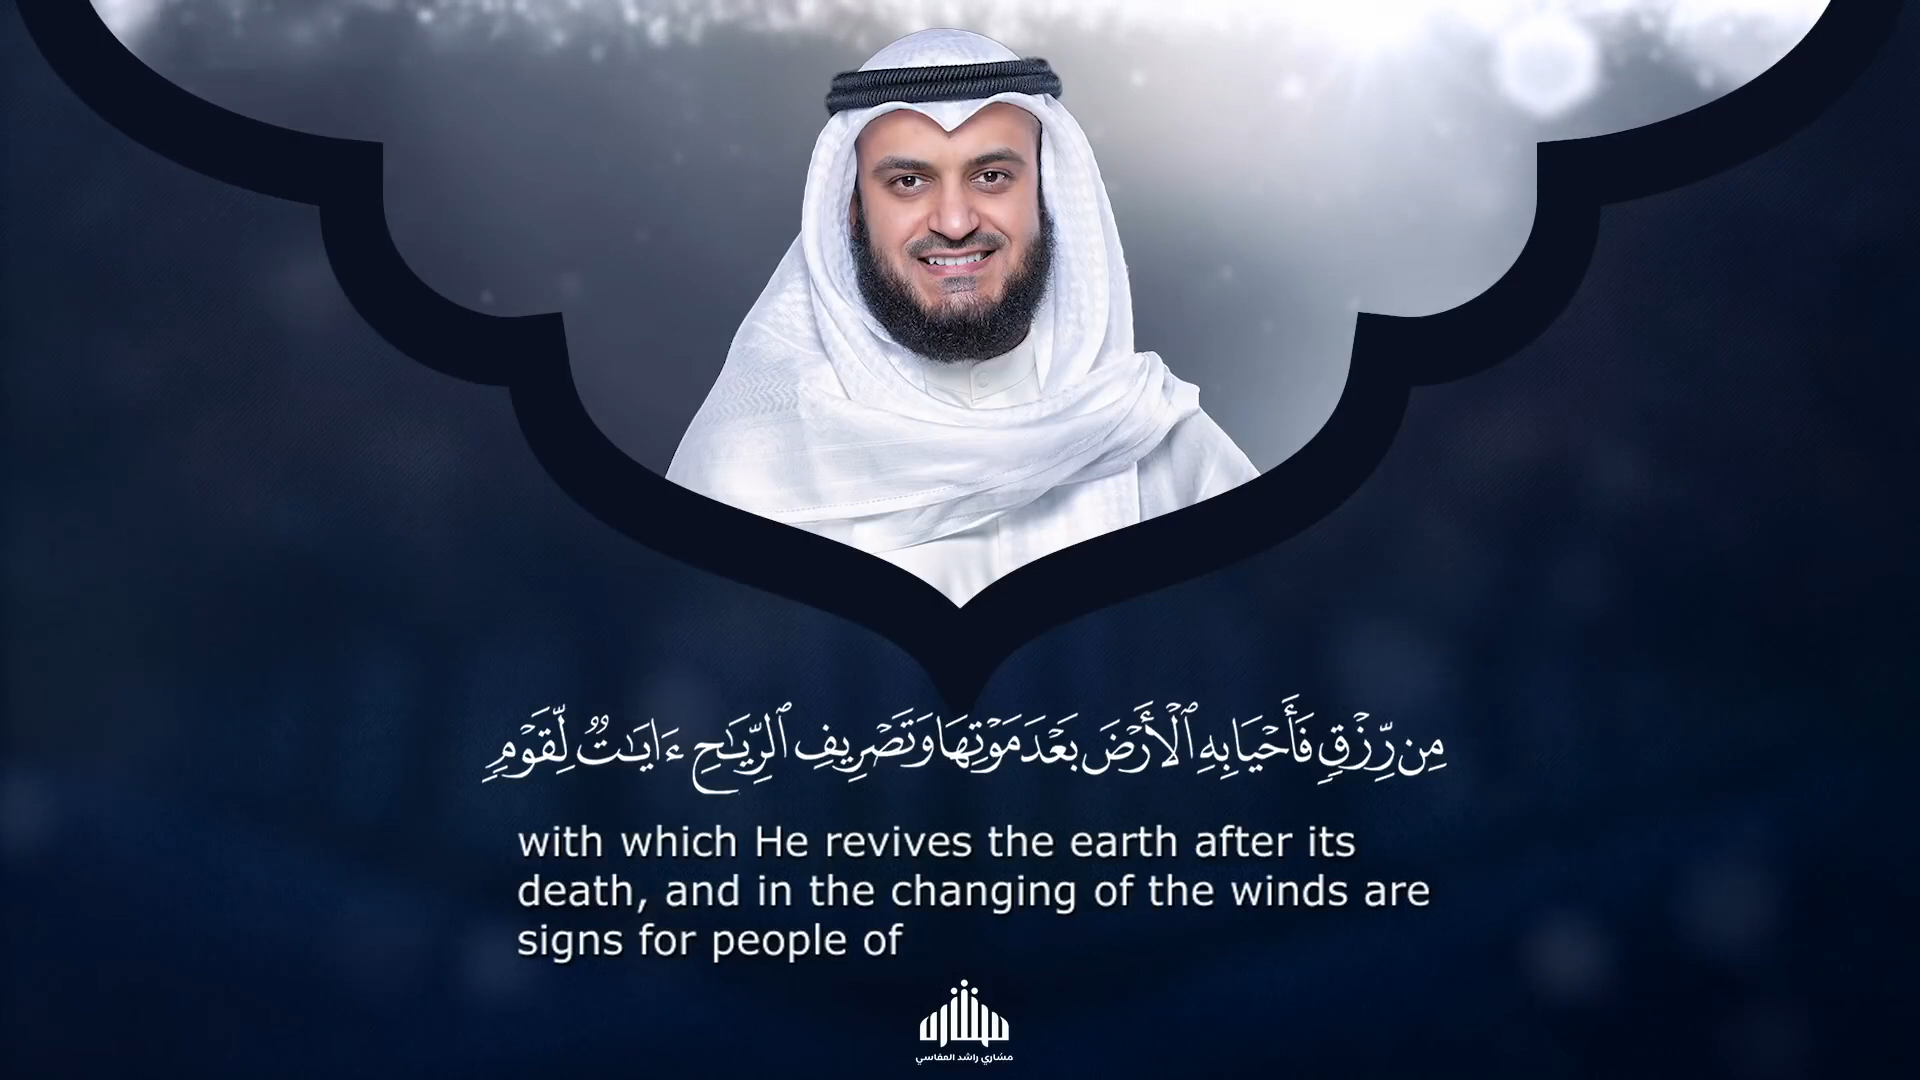 مِن رِّزْقٍ فَأَحْيَا بِهِ ٱلْأَرْضَ بَعْدَ مَوْتِهَا وَتَصْرِيفِ ٱلرِّيَـٰحِ ءَايَـٰتٌ لِّقَوْمٍ
with which He revives the earth after its
death, and in the changing of the winds are
signs for people of
مشاري
مشاري راشد العفاسي